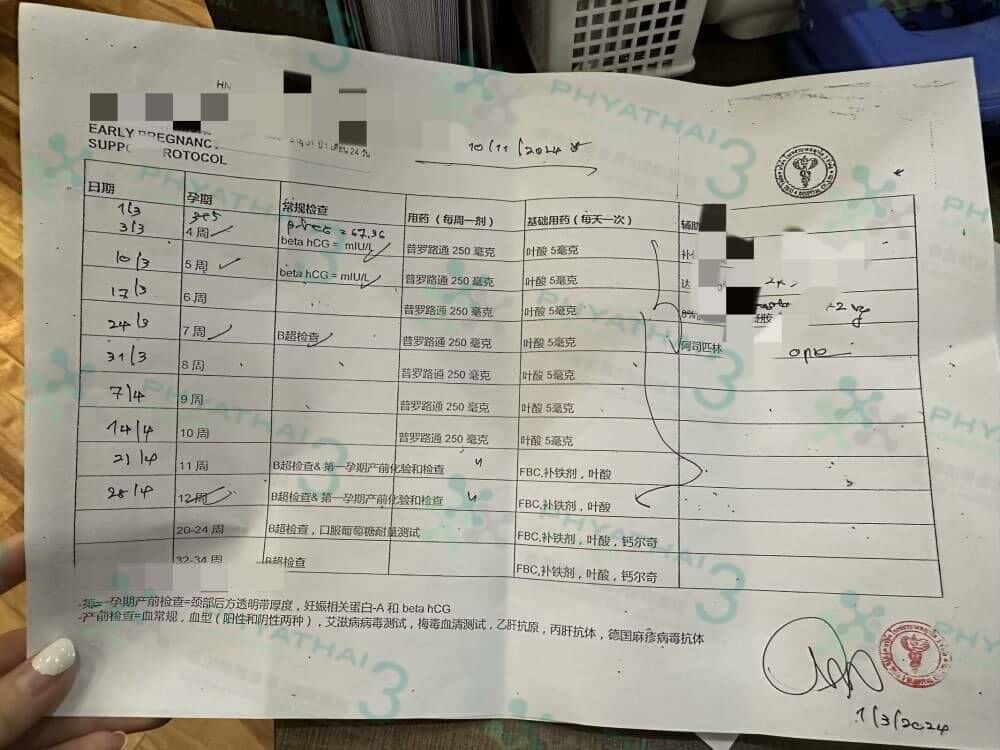 HN
EARLY PREGNANC
SUPP ROTOCOL
10/11/2024
日期 孕期 常规检查 用药（每周一剂） 基础用药（每天一次） 辅助
1/3
3/3 4周 beta hCG = mIU/L 普罗路通 250 毫克 叶酸 5毫克
= 67.36
10/3 5周 beta hCG = mIU/L 普罗路通 250 毫克 叶酸 5毫克 达
17/3 6周 普罗路通 250 毫克 叶酸 5毫克 8%
24/3 7周 B超检查 普罗路通 250 毫克 叶酸 5毫克 阿司匹林
31/3 8周 普罗路通 250 毫克 叶酸 5毫克
7/4 9周 普罗路通 250 毫克 叶酸 5毫克
14/4 10周 普罗路通 250 毫克 叶酸 5毫克
21/4 11周 B超检查& 第一孕期产前化验和检查 FBC,补铁剂，叶酸
28/4 12周 B超检查& 第一孕期产前化验和检查 FBC,补铁剂，叶酸
20-24 周 B超检查，口服葡萄糖耐量测试 FBC,补铁剂，叶酸，钙尔奇
32-34 周 B超检查 FBC,补铁剂，叶酸，钙尔奇
-第一孕期产前检查=颈部后方透明带厚度，妊娠相关蛋白-A 和 beta hCG
-产前检查=血常规，血型（阳性和阴性两种），艾滋病病毒测试，梅毒血清测试，乙肝抗原，丙肝抗体，德国麻疹病毒抗体
1/3/2024
PHYATHAI 3